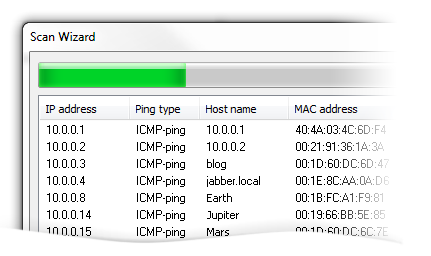 Scan Wizard
IP address Ping type Host name MAC address
10.0.0.1 ICMP-ping 10.0.0.1 40:4A:03:4C:6D:F4
10.0.0.2 ICMP-ping 10.0.0.2 00:21:91:36:1A:3A
10.0.0.3 ICMP-ping blog 00:1D:60:DC:6D:47
10.0.0.4 ICMP-ping jabber.local 00:1E:8C:AA:0A:D6
10.0.0.8 ICMP-ping Earth 00:1B:FC:A1:F9:81
10.0.0.14 ICMP-ping Jupiter 00:19:66:BB:5E:85
10.0.0.15 ICMP-ping Mars 00:1D:60:DC:6C:7E